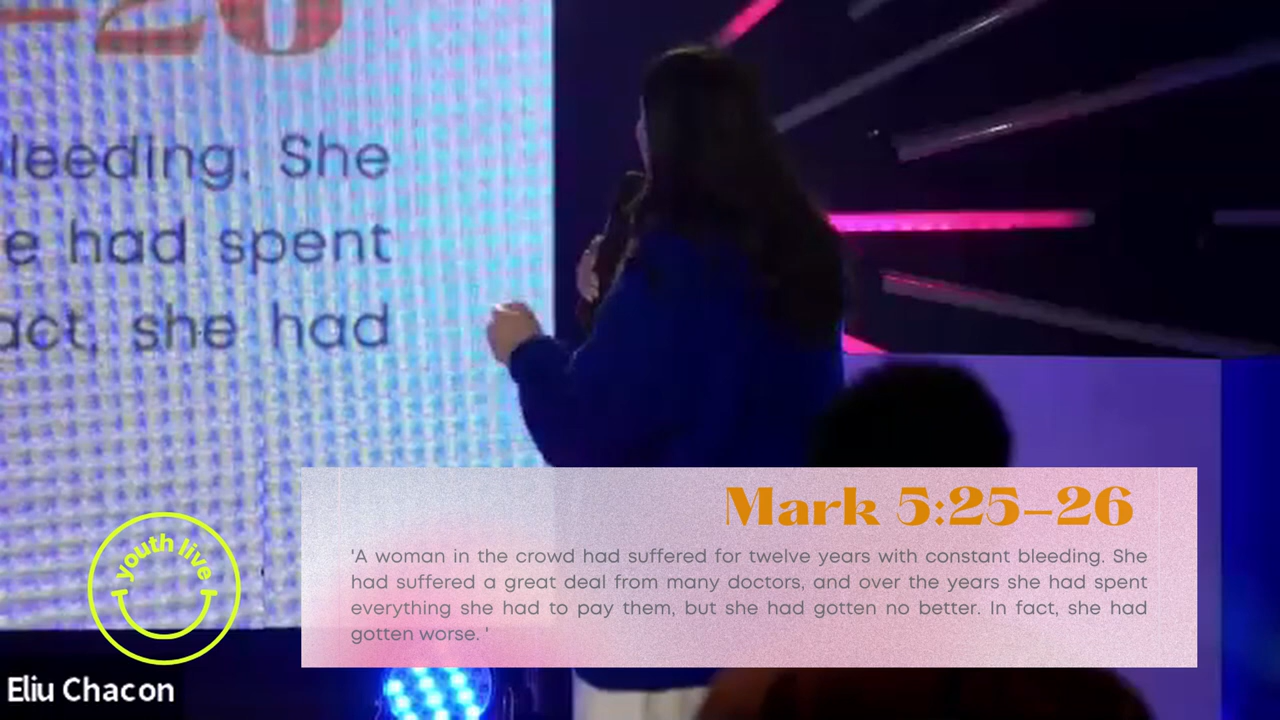 -26
bleeding. She
e had spent
act, she had
Mark 5:25–26
'A woman in the crowd had suffered for twelve years with constant bleeding. She
had suffered a great deal from many doctors, and over the years she had spent
everything she had to pay them, but she had gotten no better. In fact, she had
gotten worse. '
youth live
Eliu Chacon